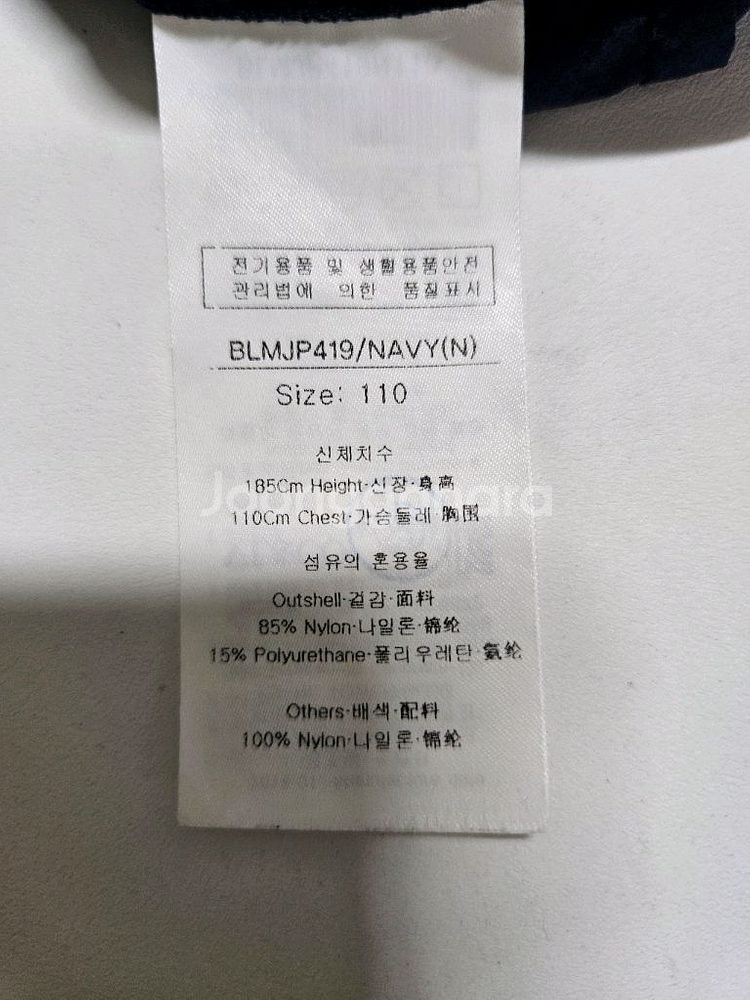 전기용품 및 생활용품안전
관리법에 의한 품질표시
BLMJP419/NAVY(N)
Size: 110
신체치수
185Cm Height·신장·身高
110Cm Chest·가슴둘레·胸围
섬유의 혼용율
Outshell·겉감·面料
85% Nylon·나일론·锦纶
15% Polyurethane·폴리우레탄·氨纶
Others·배색·配料
100% Nylon·나일론·锦纶